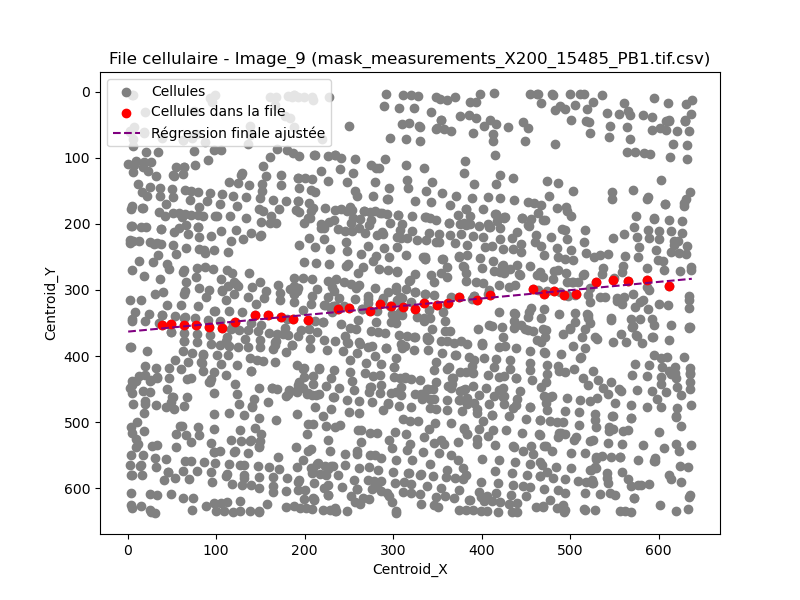 File cellulaire - Image_9 (mask_measurements_X200_15485_PB1.tif.csv)
Cellules
Cellules dans la file
Régression finale ajustée
Centroid_Y
0
100
200
300
400
500
600
0 100 200 300 400 500 600
Centroid_X